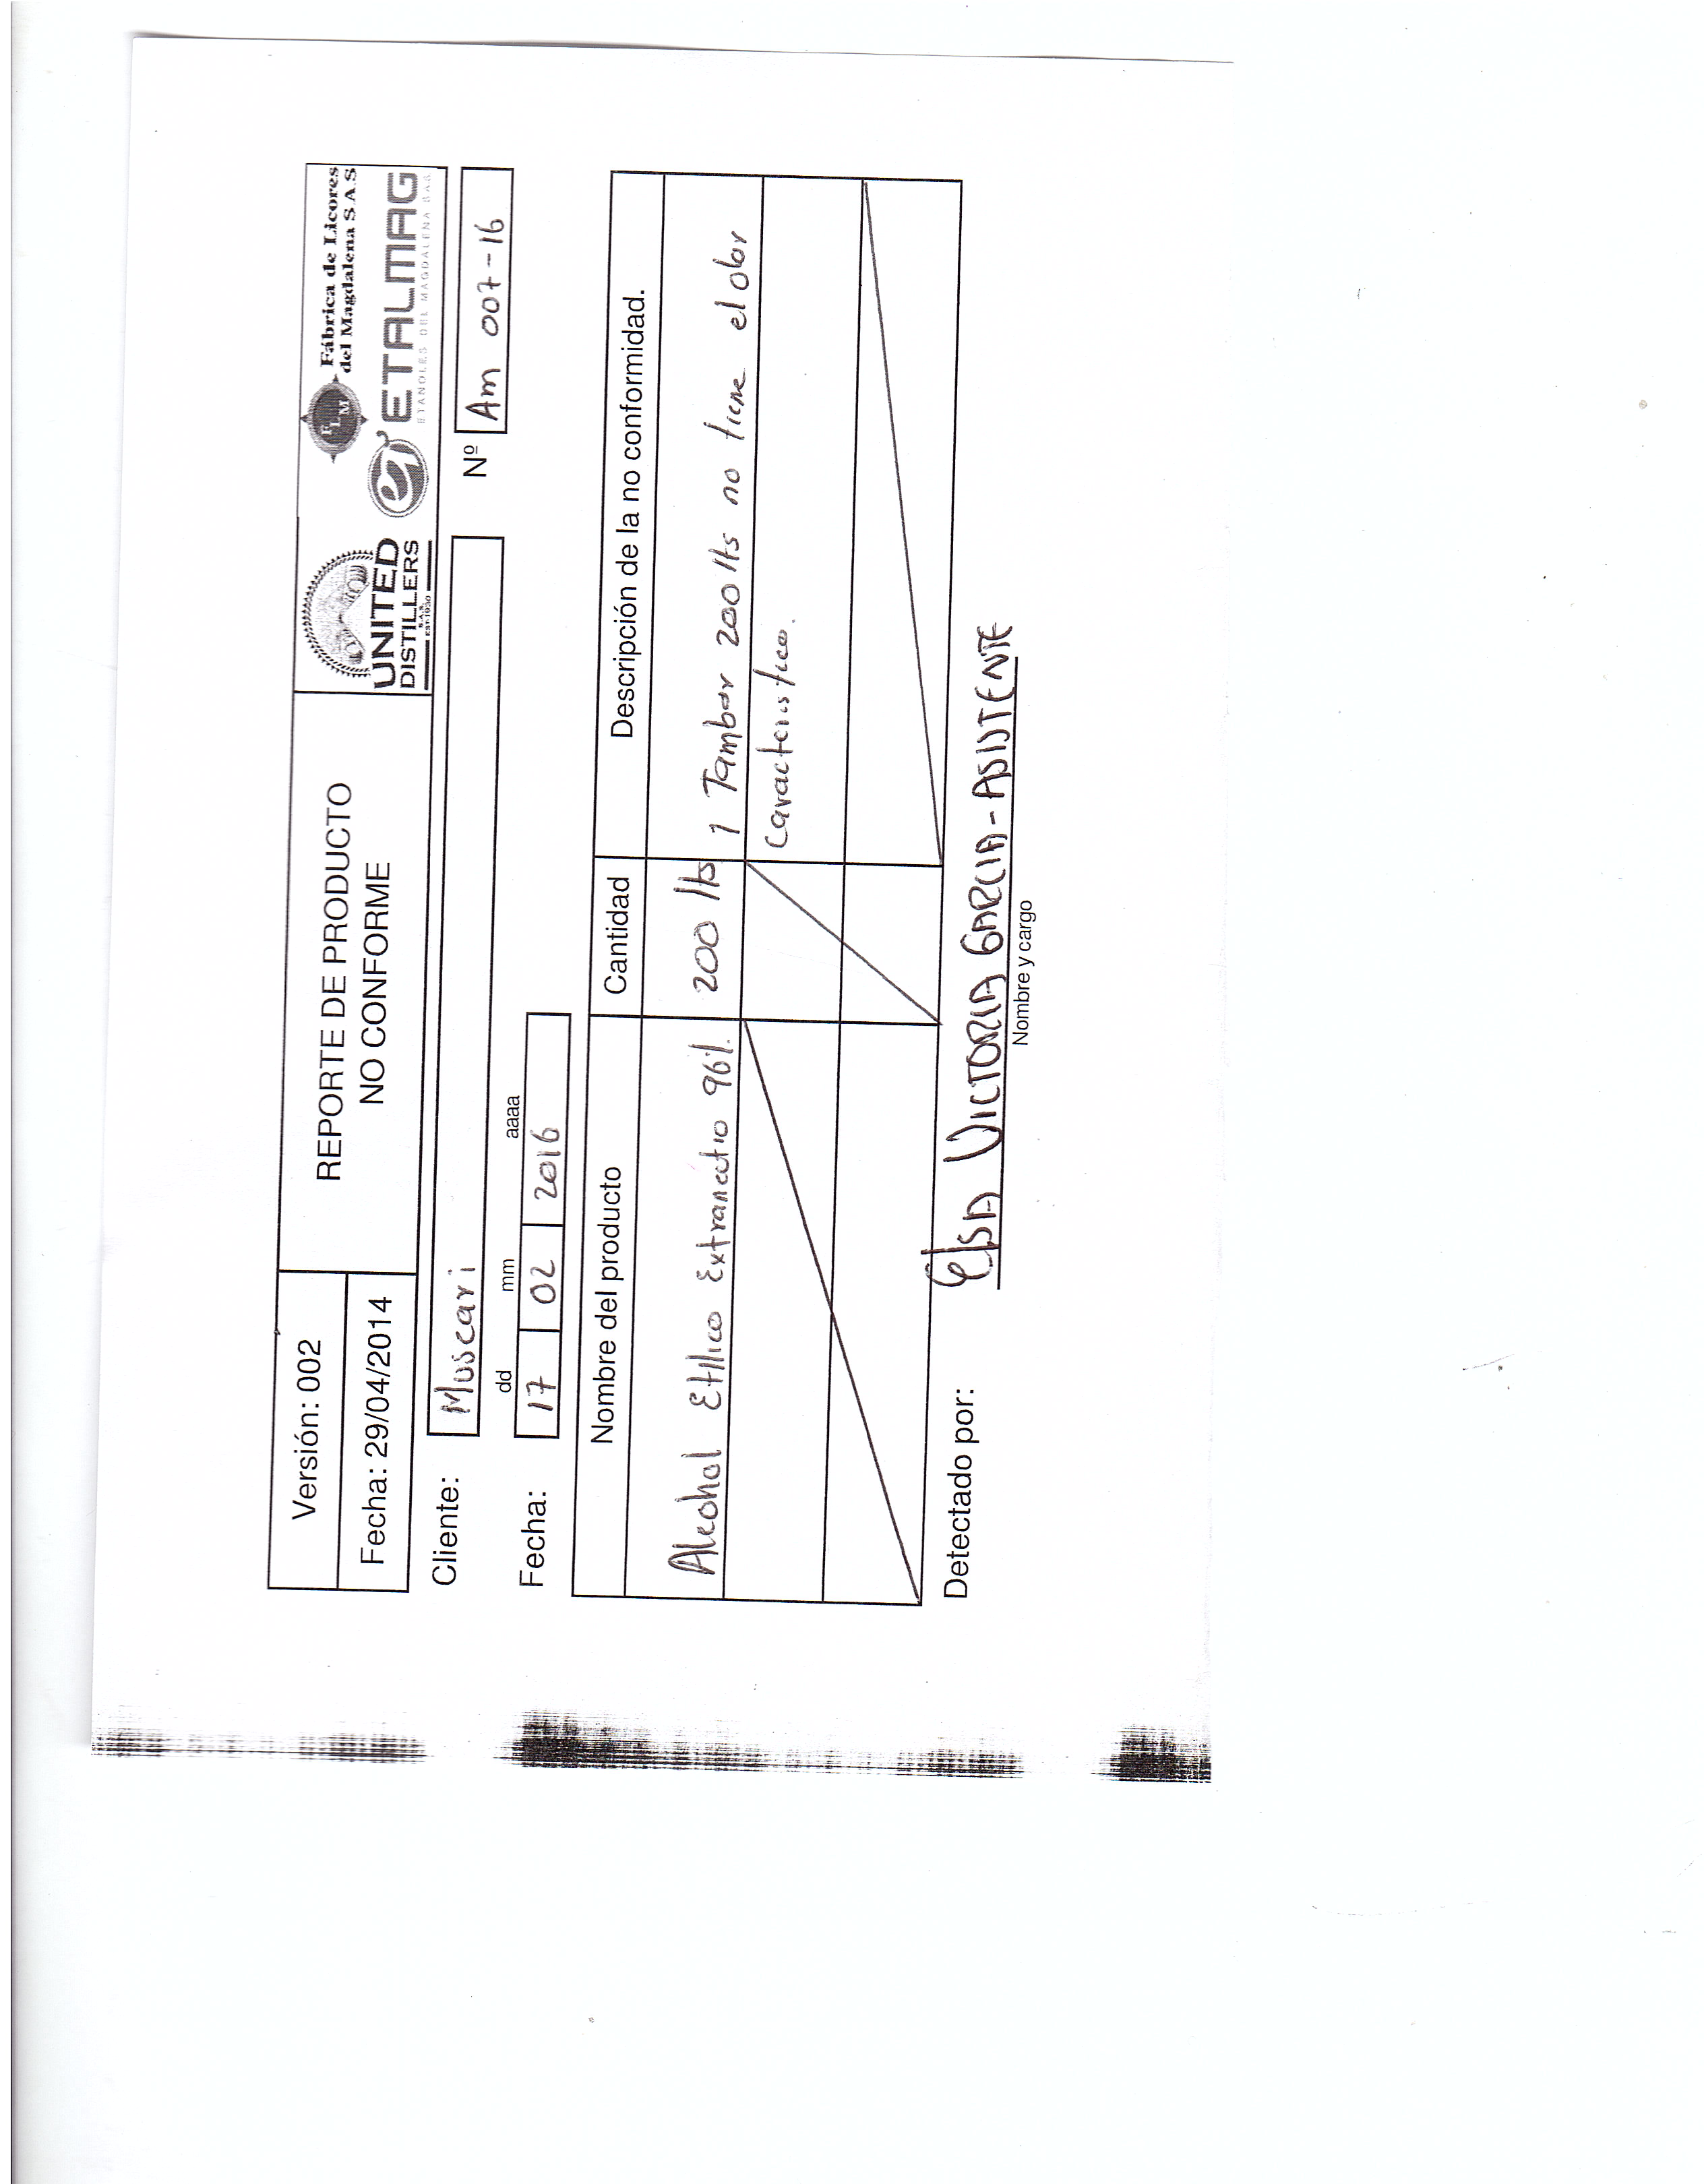 Versión: 002
Fecha: 29/04/2014
REPORTE DE PRODUCTO
NO CONFORME
UNITED
DISTILLERS
S.A.S.
EST 1930
FLM
Fábrica de Licores
del Magdalena S.A.S
ETALMAG
ETANOLES DEL MAGDALENA SAS
Cliente: Muscari
Nº Am 007-16
dd mm aaaa
Fecha: 17 02 2016
Nombre del producto Cantidad Descripción de la no conformidad.
Alcohol Etilico Extraneutro 96%. 200 lts 1 Tambor 200 lts no tiene el olor
Caracteristico.
Detectado por: Elsa VICTORIA GARCIA - ASISTENTE
Nombre y cargo